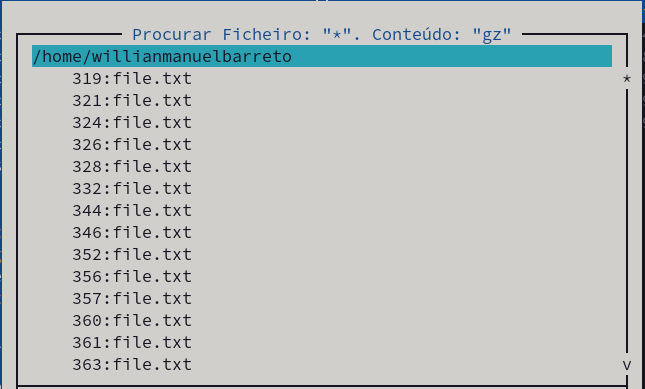 Procurar Ficheiro: "*". Conteúdo: "gz"
/home/willianmanuelbarreto
319:file.txt
321:file.txt
324:file.txt
326:file.txt
328:file.txt
332:file.txt
344:file.txt
346:file.txt
352:file.txt
356:file.txt
357:file.txt
360:file.txt
361:file.txt
363:file.txt